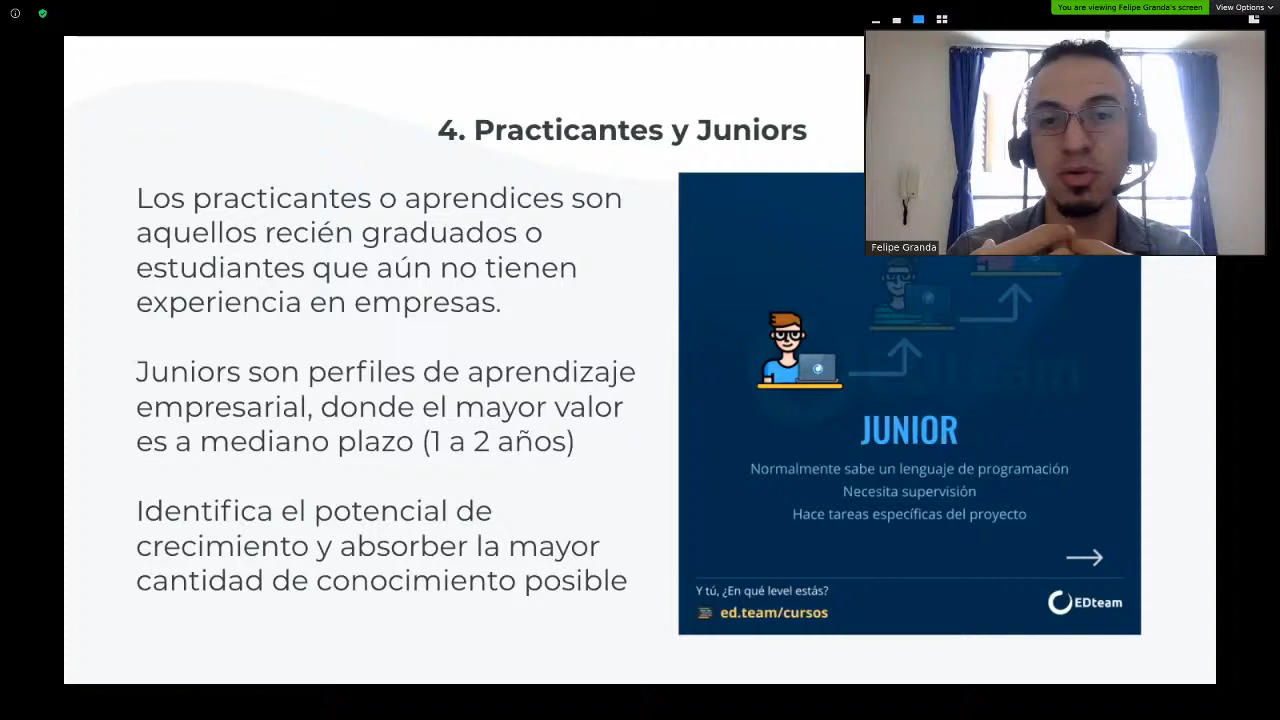 You are viewing Felipe Granda's screen
View Options
Felipe Granda
4. Practicantes y Juniors
Los practicantes o aprendices son
aquellos recién graduados o
estudiantes que aún no tienen
experiencia en empresas.
Juniors son perfiles de aprendizaje
empresarial, donde el mayor valor
es a mediano plazo (1 a 2 años)
Identifica el potencial de
crecimiento y absorber la mayor
cantidad de conocimiento posible
JUNIOR
Normalmente sabe un lenguaje de programación
Necesita supervisión
Hace tareas específicas del proyecto
Y tú, ¿En qué level estás?
ed.team/cursos
EDteam